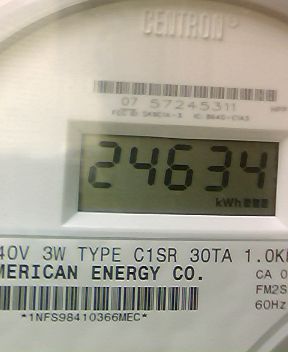 CENTRON®
07 57245311
24634
kWh
40V 3W TYPE C1SR 30TA 1.0K
MERICAN ENERGY CO.
CA 0
FM2S
60Hz
*1NFS98410366MEC*